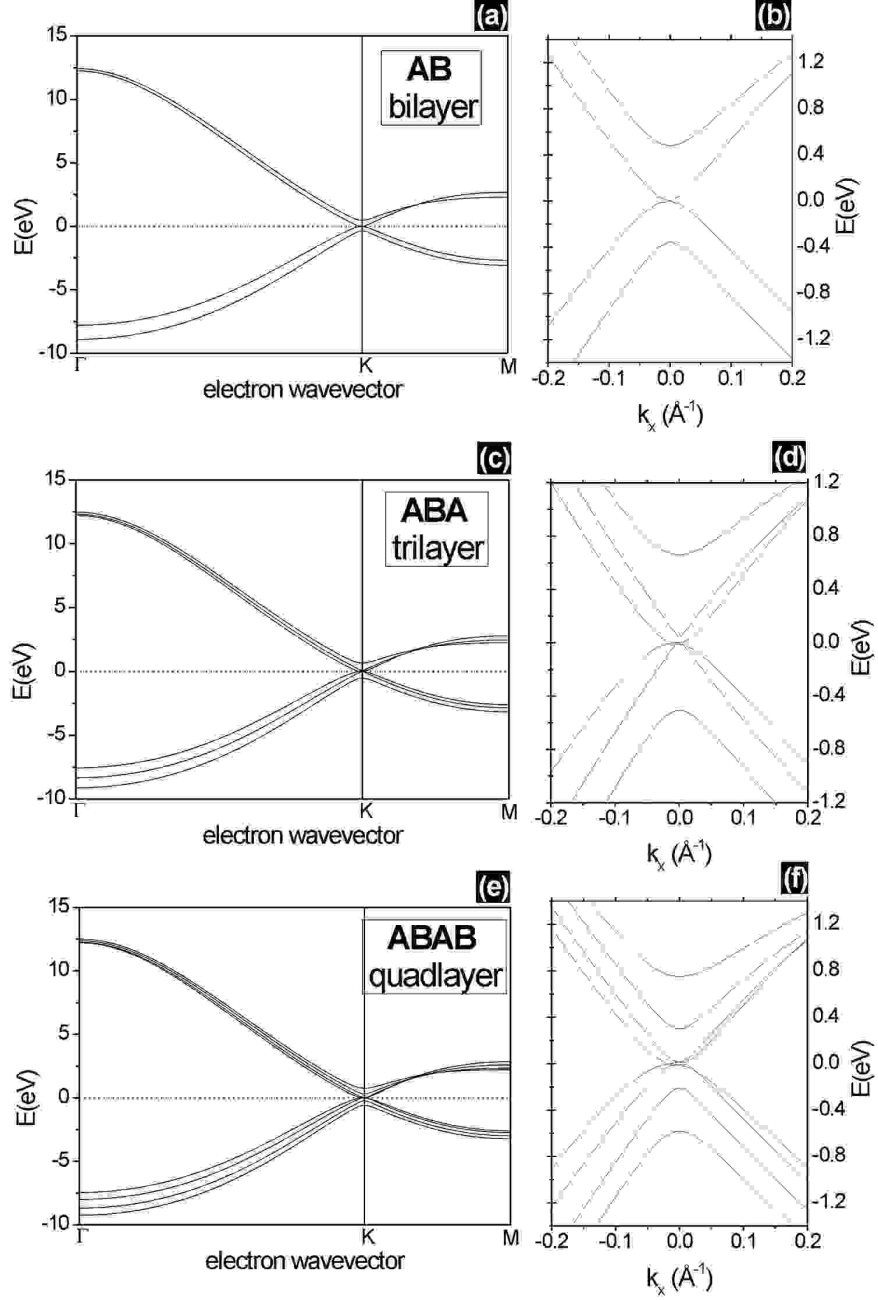 (a)
15
10
5
0
-5
-10
E(eV)
AB
bilayer
Γ
K
M
electron wavevector
(b)
1.2
0.8
0.4
0.0
-0.4
-0.8
-1.2
E(eV)
-0.2
-0.1
0.0
0.1
0.2
kx (Å-1)
(c)
15
10
5
0
-5
-10
E(eV)
ABA
trilayer
Γ
K
M
electron wavevector
(d)
1.2
0.8
0.4
0.0
-0.4
-0.8
-1.2
E(eV)
-0.2
-0.1
0.0
0.1
0.2
kx (Å-1)
(e)
15
10
5
0
-5
-10
E(eV)
ABAB
quadlayer
Γ
K
M
electron wavevector
(f)
1.2
0.8
0.4
0.0
-0.4
-0.8
-1.2
E(eV)
-0.2
-0.1
0.0
0.1
0.2
kx (Å-1)